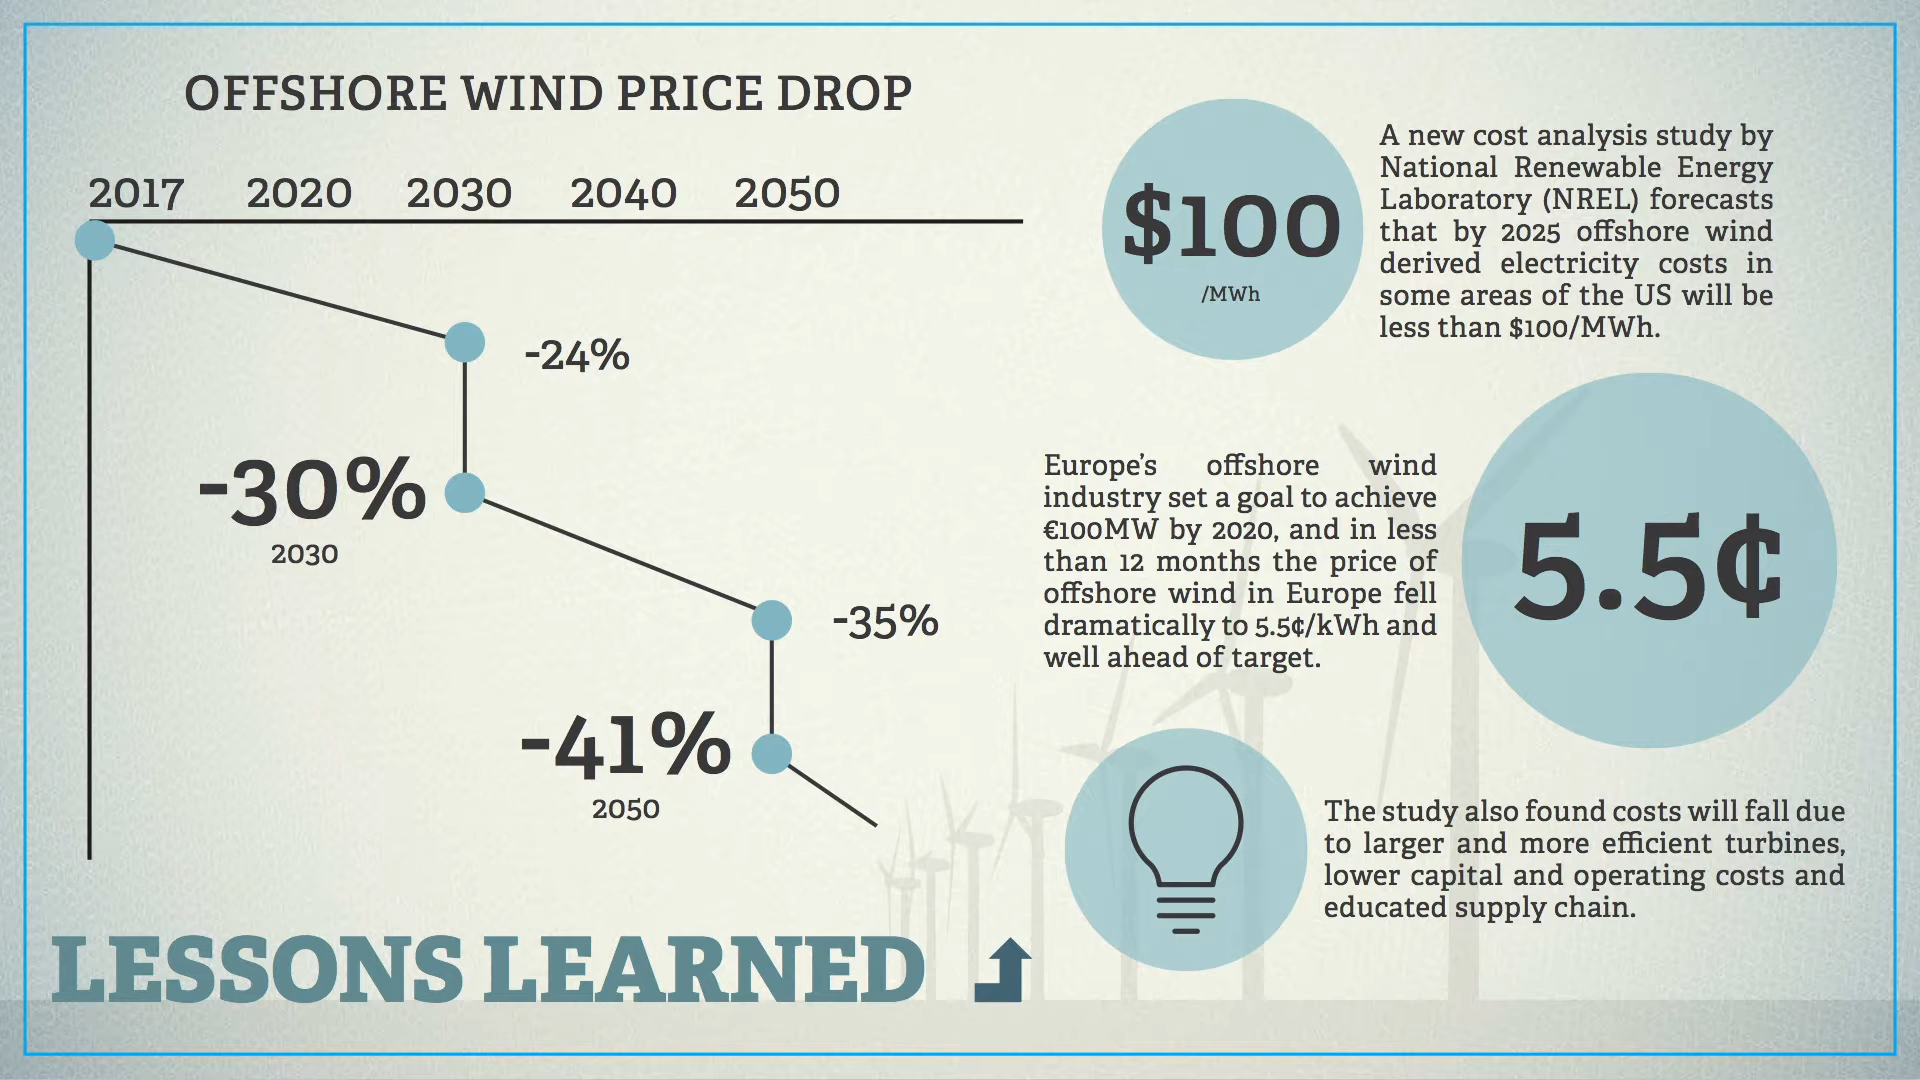 OFFSHORE WIND PRICE DROP
2017 2020 2030 2040 2050
-24%
-30%
2030
-35%
-41%
2050
$100
/MWh
A new cost analysis study by
National Renewable Energy
Laboratory (NREL) forecasts
that by 2025 offshore wind
derived electricity costs in
some areas of the US will be
less than $100/MWh.
Europe's offshore wind
industry set a goal to achieve
€100MW by 2020, and in less
than 12 months the price of
offshore wind in Europe fell
dramatically to 5.5¢/kWh and
well ahead of target.
5.5¢
The study also found costs will fall due
to larger and more efficient turbines,
lower capital and operating costs and
educated supply chain.
LESSONS LEARNED